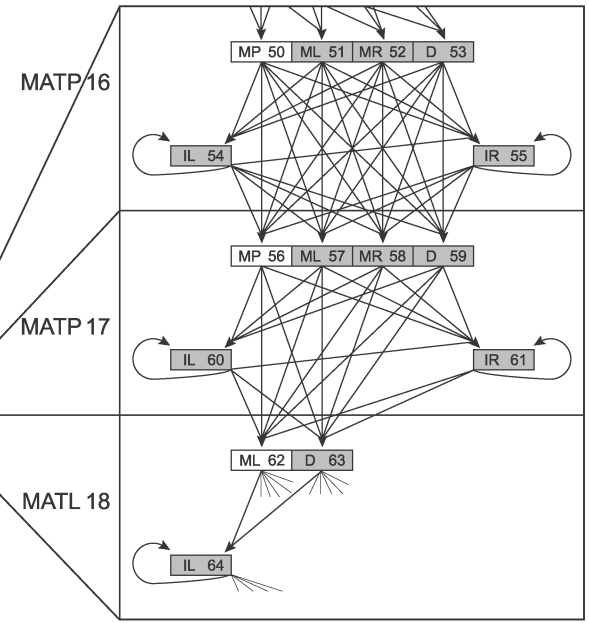 MP 50 ML 51 MR 52 D 53
MATP 16
IL 54 IR 55
MP 56 ML 57 MR 58 D 59
MATP 17
IL 60 IR 61
ML 62 D 63
MATL 18
IL 64